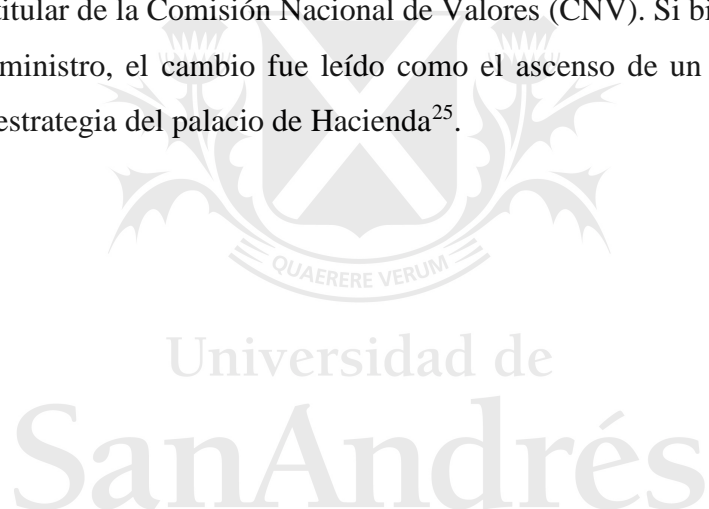 titular de la Comisión Nacional de Valores (CNV). Si bi
ministro, el cambio fue leído como el ascenso de un
estrategia del palacio de Hacienda²⁵.
QUAERERE VERUM
Universidad de
SanAndrés